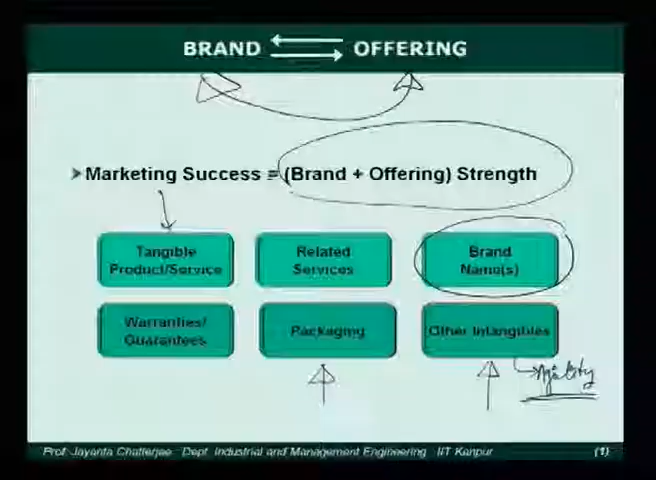 BRAND OFFERING
Marketing Success = (Brand + Offering) Strength
Tangible
Product/Service
Related
Services
Brand
Name(s)
Warranties/
Guarantees
Packaging
Other Intangibles
Agility
Prof. Jayanta Chatterjee Dept. Industrial and Management Engineering IIT Kanpur (1)